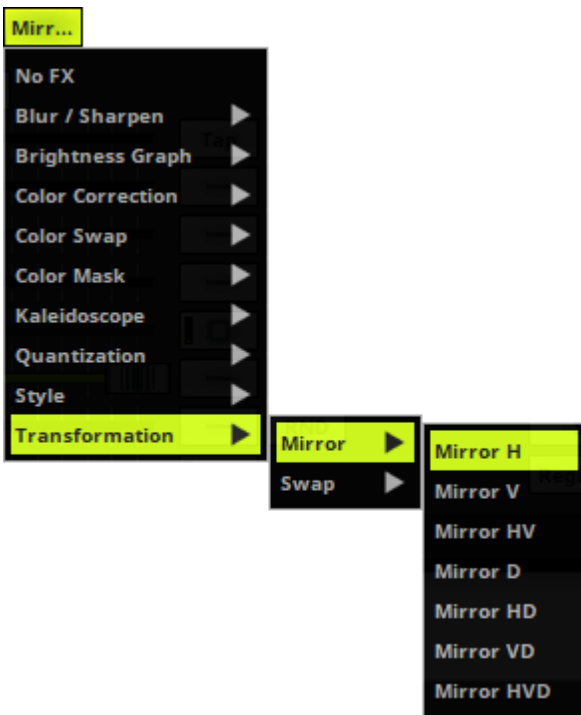 Mirr...
No FX
Blur / Sharpen
Brightness Graph
Color Correction
Color Swap
Color Mask
Kaleidoscope
Quantization
Style
Transformation
Mirror
Swap
Mirror H
Mirror V
Mirror HV
Mirror D
Mirror HD
Mirror VD
Mirror HVD